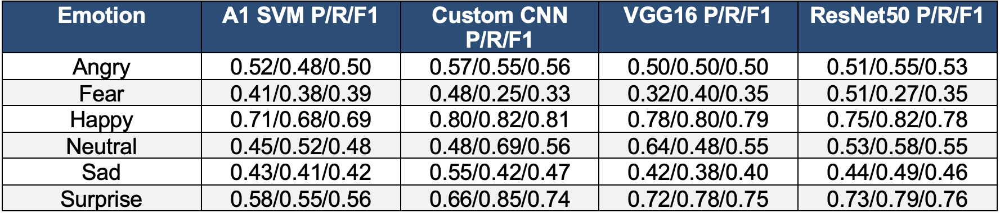 Emotion A1 SVM P/R/F1 Custom CNN P/R/F1 VGG16 P/R/F1 ResNet50 P/R/F1
Angry 0.52/0.48/0.50 0.57/0.55/0.56 0.50/0.50/0.50 0.51/0.55/0.53
Fear 0.41/0.38/0.39 0.48/0.25/0.33 0.32/0.40/0.35 0.51/0.27/0.35
Happy 0.71/0.68/0.69 0.80/0.82/0.81 0.78/0.80/0.79 0.75/0.82/0.78
Neutral 0.45/0.52/0.48 0.48/0.69/0.56 0.64/0.48/0.55 0.53/0.58/0.55
Sad 0.43/0.41/0.42 0.55/0.42/0.47 0.42/0.38/0.40 0.44/0.49/0.46
Surprise 0.58/0.55/0.56 0.66/0.85/0.74 0.72/0.78/0.75 0.73/0.79/0.76